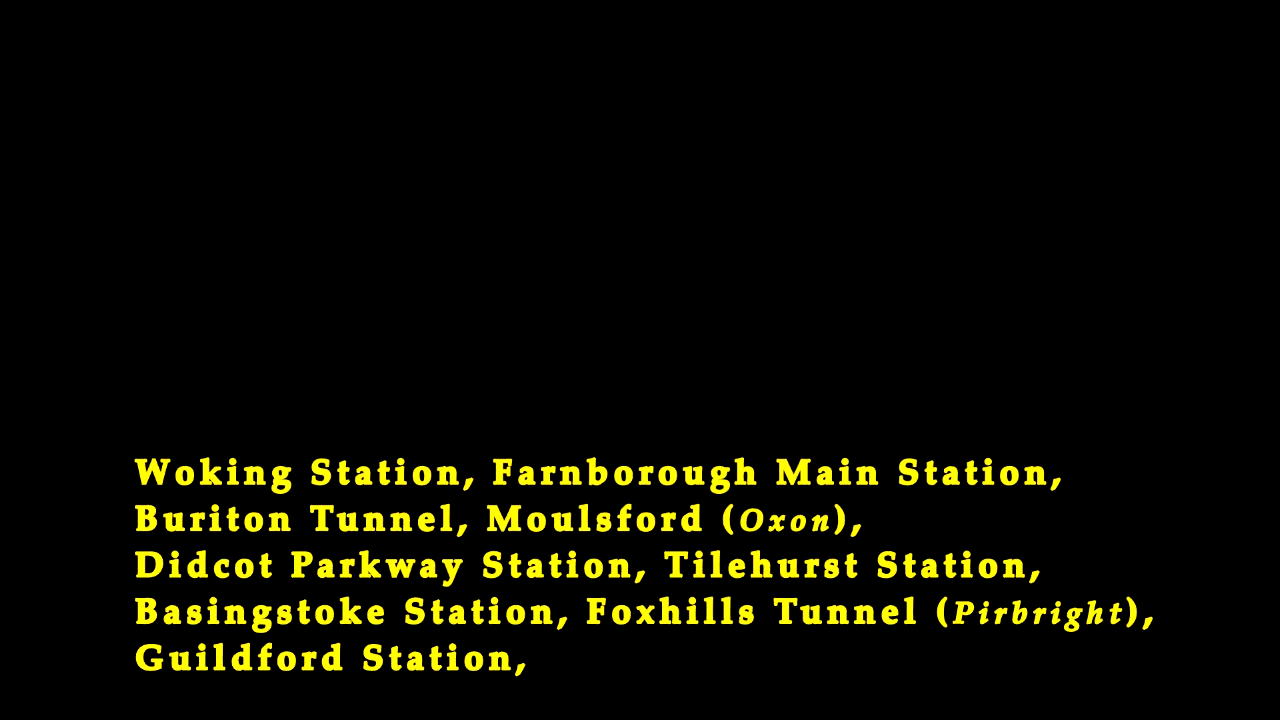 Woking Station, Farnborough Main Station,
Buriton Tunnel, Moulsford (Oxon),
Didcot Parkway Station, Tilehurst Station,
Basingstoke Station, Foxhills Tunnel (Pirbright),
Guildford Station,